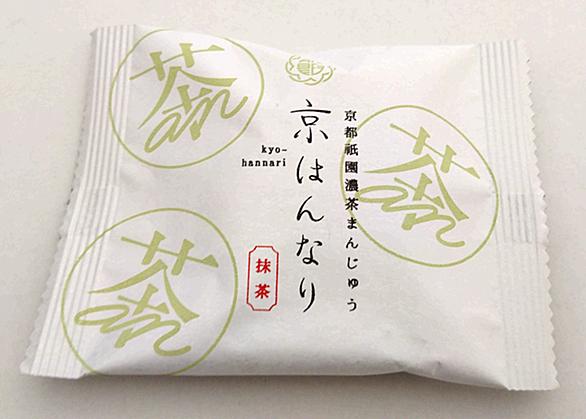 京都祇園濃茶まんじゅう
京はんなり
kyo-
hannari
抹茶
茶
茶
茶